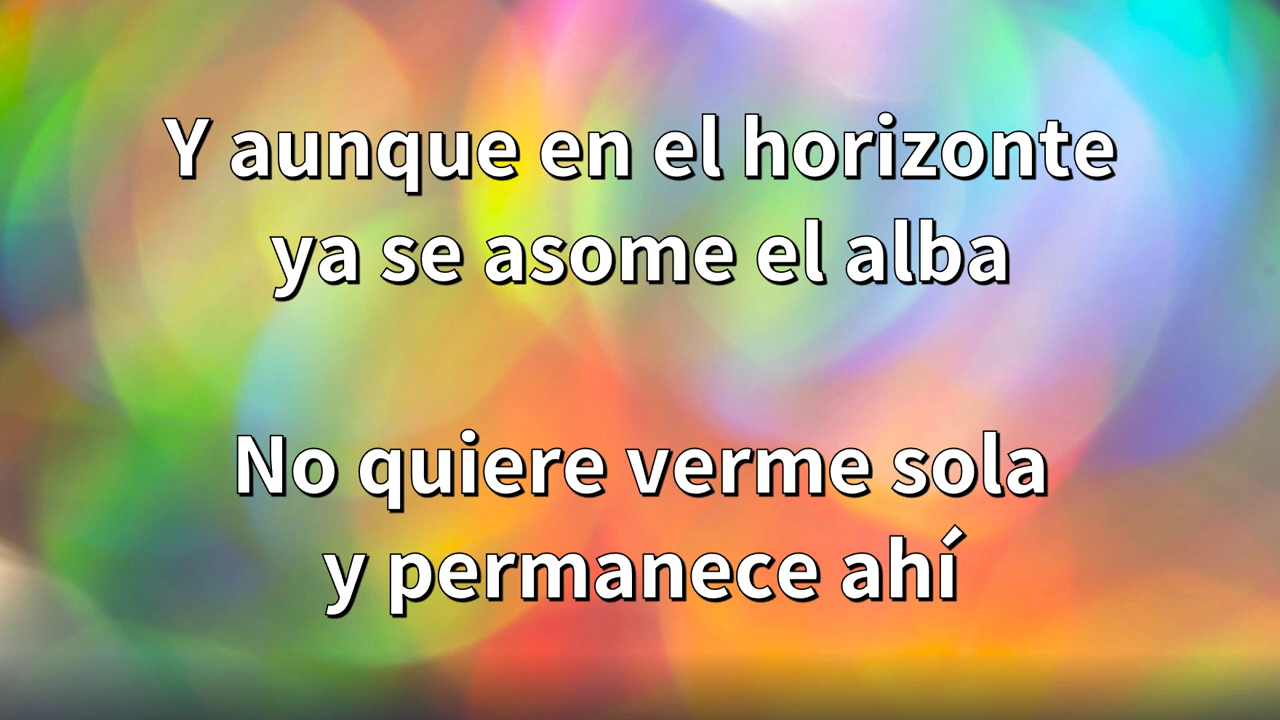 Y aunque en el horizonte
ya se asome el alba
No quiere verme sola
y permanece ahí